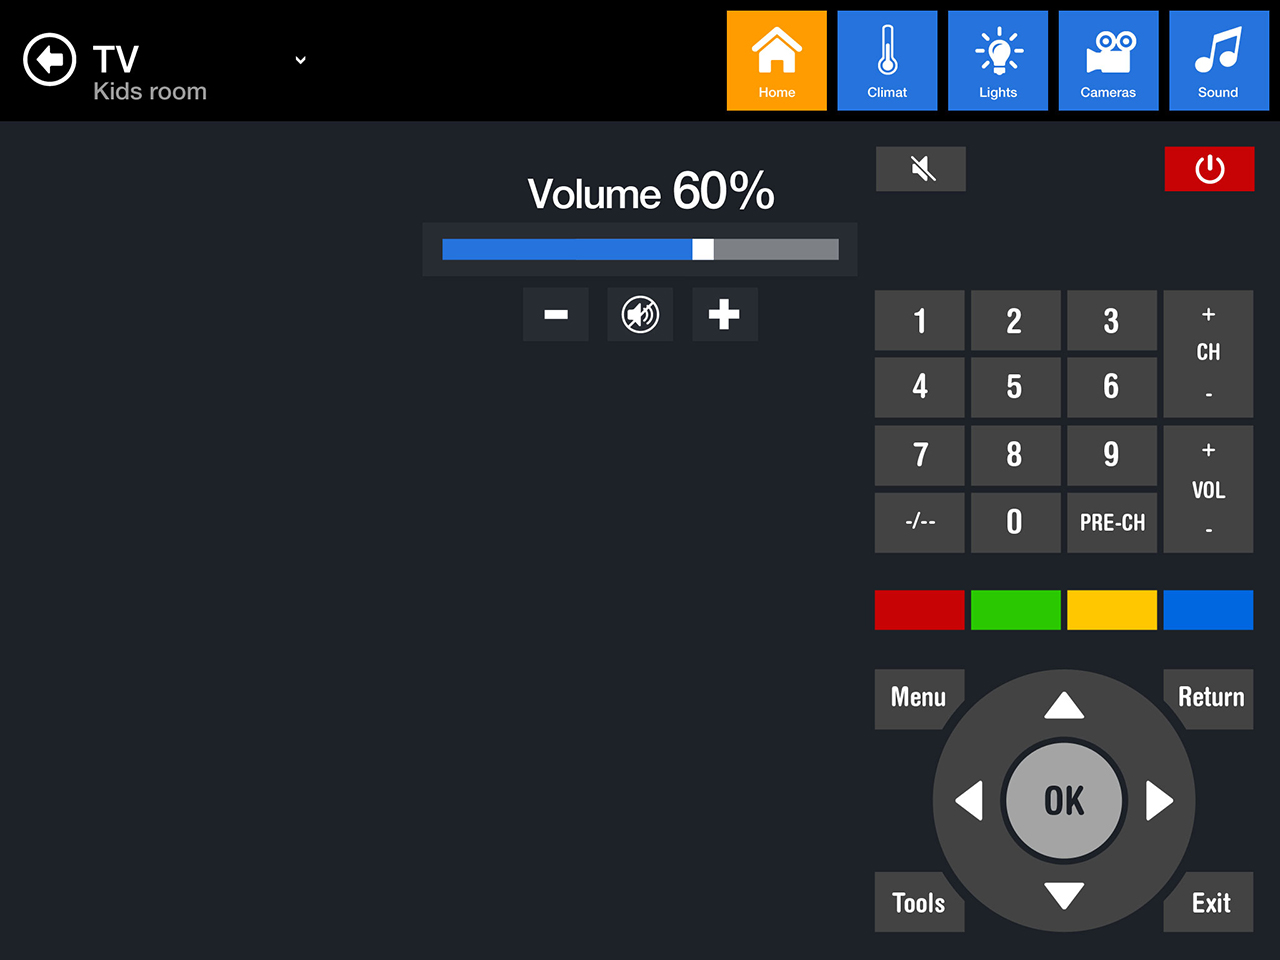 TV
Kids room
Home
Climat
Lights
Cameras
Sound
Volume 60%
1 2 3
+
CH
-
4 5 6
7 8 9
+
VOL
-
-/-- 0 PRE-CH
Menu
Return
OK
Tools
Exit